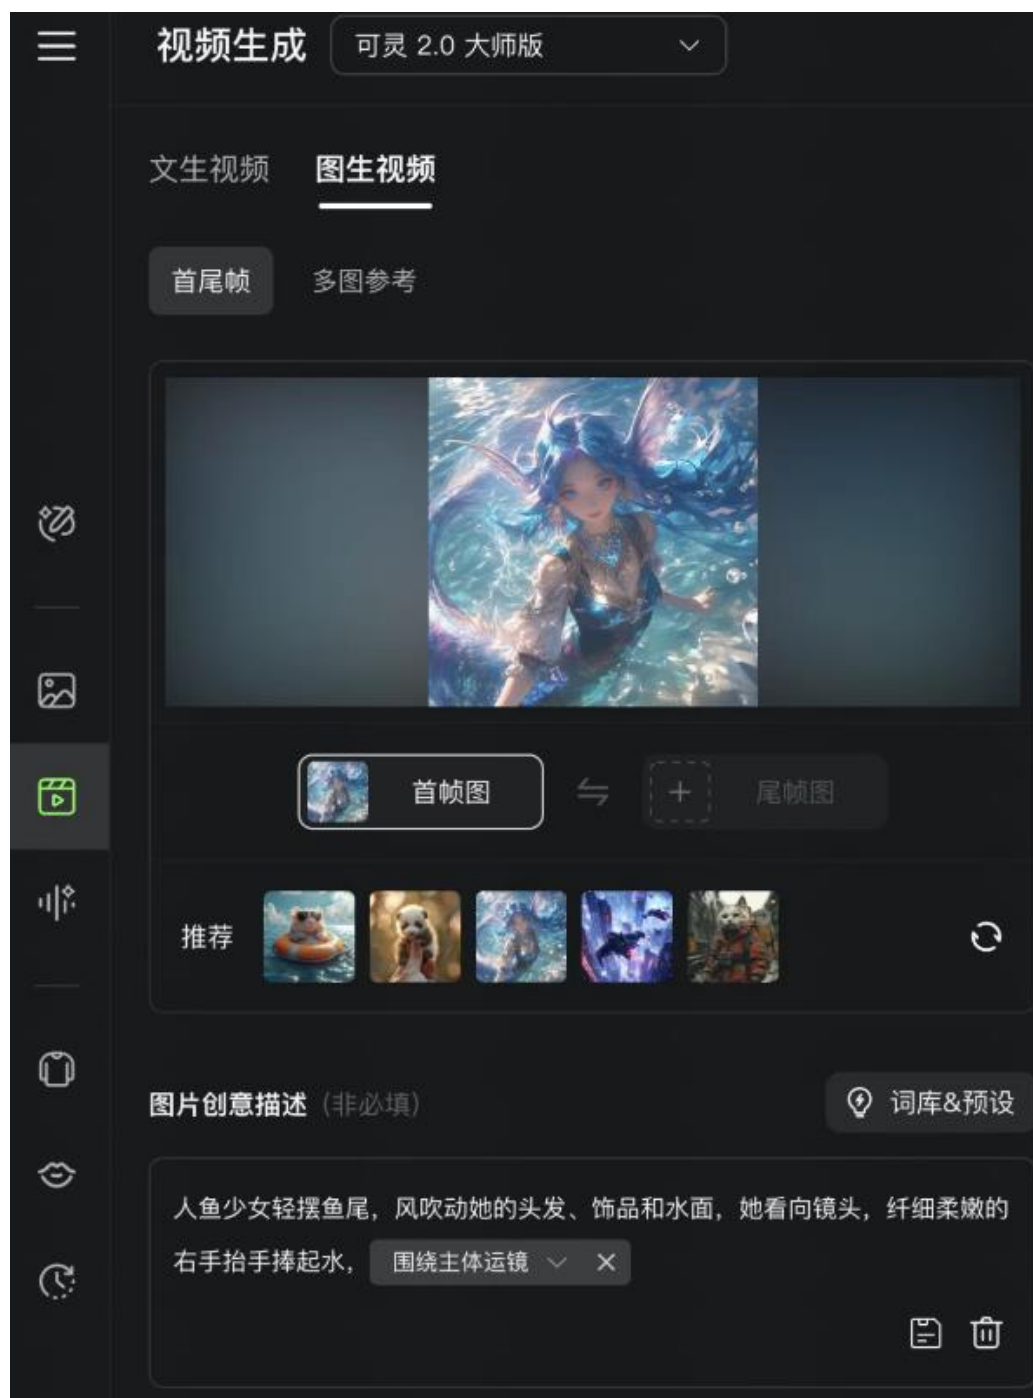 视频生成 可灵 2.0 大师版
文生视频 图生视频
首尾帧 多图参考
首帧图 尾帧图
推荐
图片创意描述 (非必填) 词库&预设
人鱼少女轻摆鱼尾，风吹动她的头发、饰品和水面，她看向镜头，纤细柔嫩的
右手抬手捧起水， 围绕主体运镜